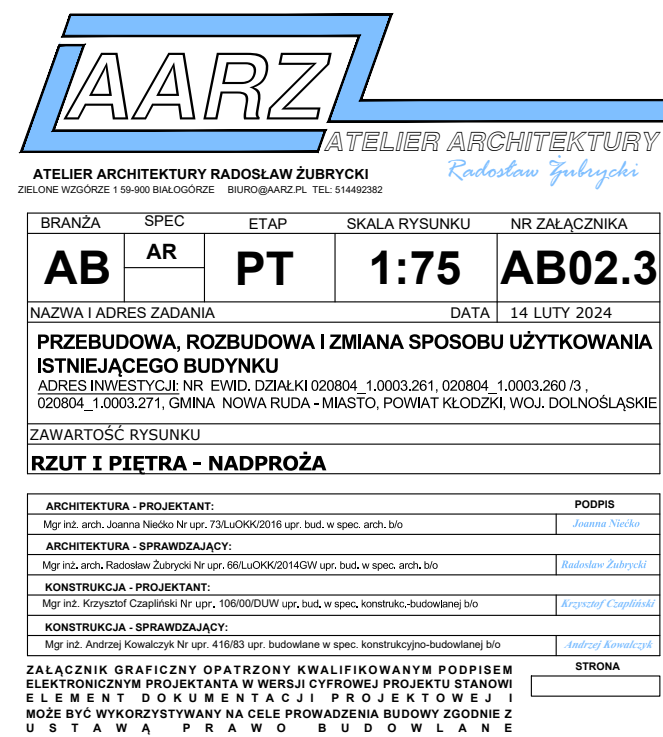 AARZ
ATELIER ARCHITEKTURY
Radosław Żubrycki
ATELIER ARCHITEKTURY RADOSŁAW ŻUBRYCKI
ZIELONE WZGÓRZE 1 59-900 BIAŁOGÓRZE BIURO@AARZ.PL TEL: 514492382
BRANŻA SPEC ETAP SKALA RYSUNKU NR ZAŁĄCZNIKA
AB AR PT 1:75 AB02.3
NAZWA I ADRES ZADANIA DATA 14 LUTY 2024
PRZEBUDOWA, ROZBUDOWA I ZMIANA SPOSOBU UŻYTKOWANIA
ISTNIEJĄCEGO BUDYNKU
ADRES INWESTYCJI: NR EWID. DZIAŁKI 020804_1.0003.261, 020804_1.0003.260 /3 ,
020804_1.0003.271, GMINA NOWA RUDA - MIASTO, POWIAT KŁODZKI, WOJ. DOLNOŚLĄSKIE
ZAWARTOŚĆ RYSUNKU
RZUT I PIĘTRA - NADPROŻA
ARCHITEKTURA - PROJEKTANT: PODPIS
Mgr inż. arch. Joanna Niećko Nr upr. 73/LuOKK/2016 upr. bud. w spec. arch. b/o Joanna Niećko
ARCHITEKTURA - SPRAWDZAJĄCY:
Mgr inż. arch. Radosław Żubrycki Nr upr. 66/LuOKK/2014GW upr. bud. w spec. arch. b/o Radosław Żubrycki
KONSTRUKCJA - PROJEKTANT:
Mgr inż. Krzysztof Czapliński Nr upr. 106/00/DUW upr. bud. w spec. konstrukc.-budowlanej b/o Krzysztof Czapliński
KONSTRUKCJA - SPRAWDZAJĄCY:
Mgr inż. Andrzej Kowalczyk Nr upr. 416/83 upr. budowlane w spec. konstrukcyjno-budowlanej b/o Andrzej Kowalczyk
ZAŁĄCZNIK GRAFICZNY OPATRZONY KWALIFIKOWANYM PODPISEM STRONA
ELEKTRONICZNYM PROJEKTANTA W WERSJI CYFROWEJ PROJEKTU STANOWI
ELEMENT DOKUMENTACJI PROJEKTOWEJ I
MOŻE BYĆ WYKORZYSTYWANY NA CELE PROWADZENIA BUDOWY ZGODNIE Z
USTAWĄ PRAWO BUDOWLANE